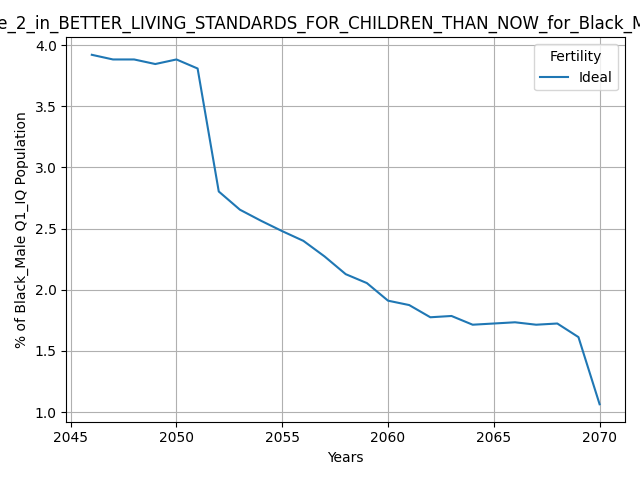 e_2_in_BETTER_LIVING_STANDARDS_FOR_CHILDREN_THAN_NOW_for_Black_M
Fertility
Ideal
4.0
3.5
3.0
2.5
2.0
1.5
1.0
% of Black_Male Q1_IQ Population
2045 2050 2055 2060 2065 2070
Years